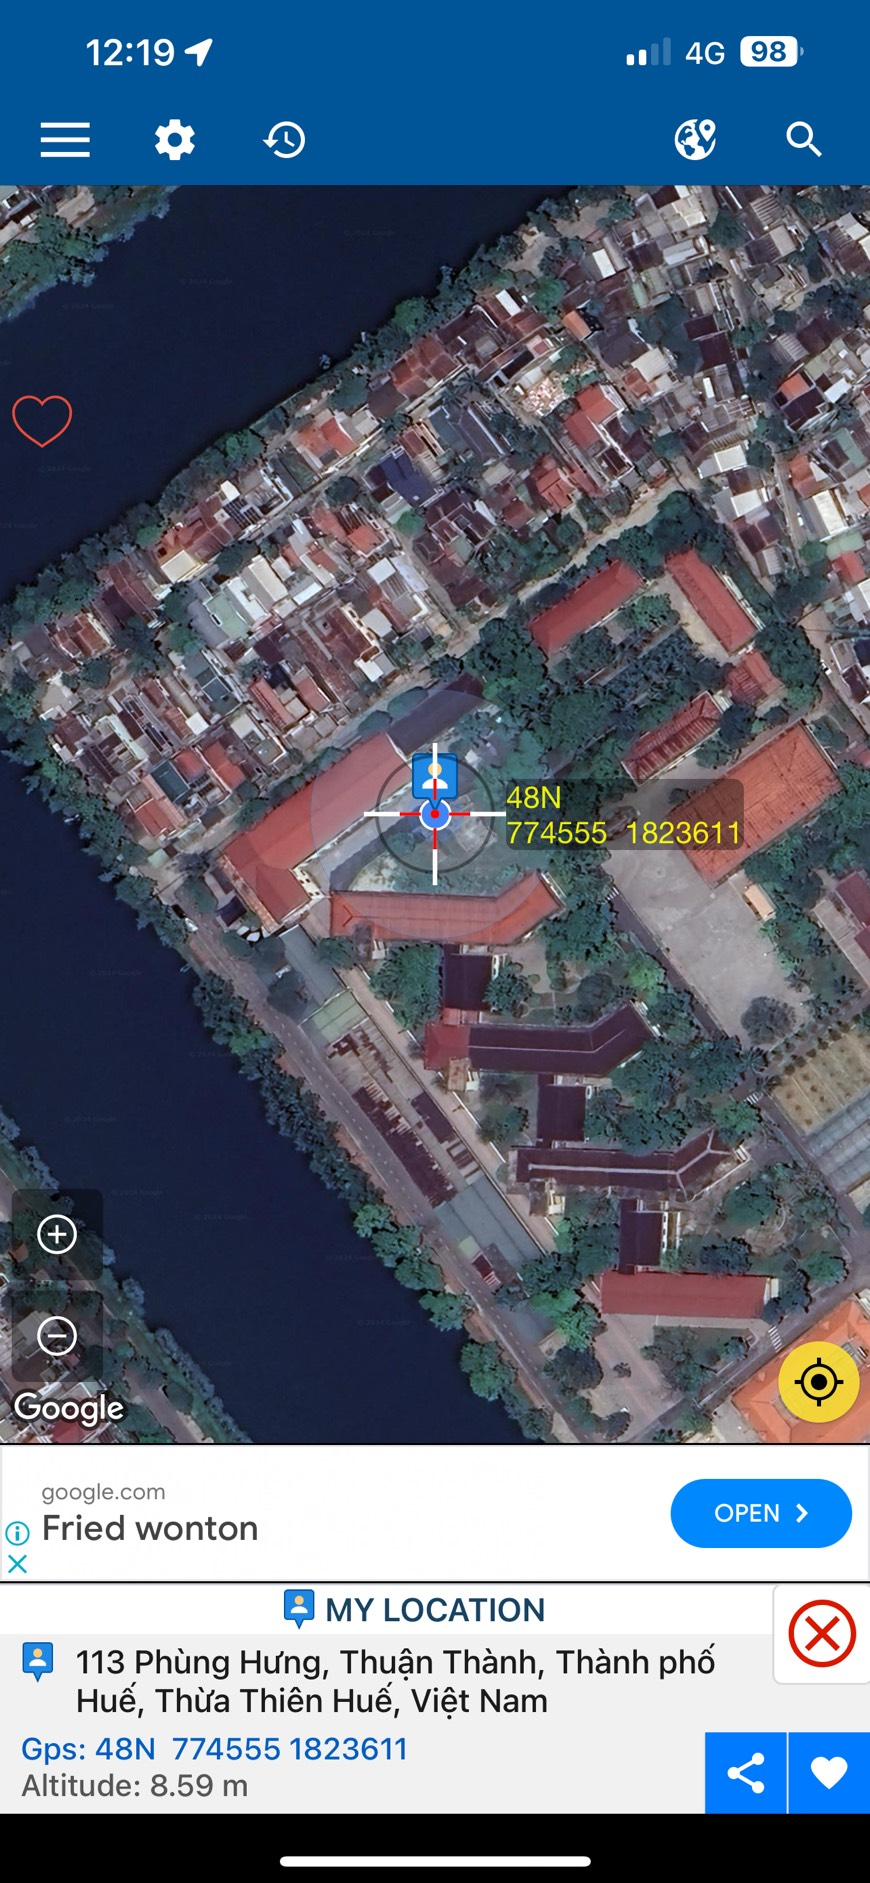 12:19
4G 98
48N
774555 1823611
Google
google.com
Fried wonton
OPEN
MY LOCATION
113 Phùng Hưng, Thuận Thành, Thành phố
Huế, Thừa Thiên Huế, Việt Nam
Gps: 48N 774555 1823611
Altitude: 8.59 m